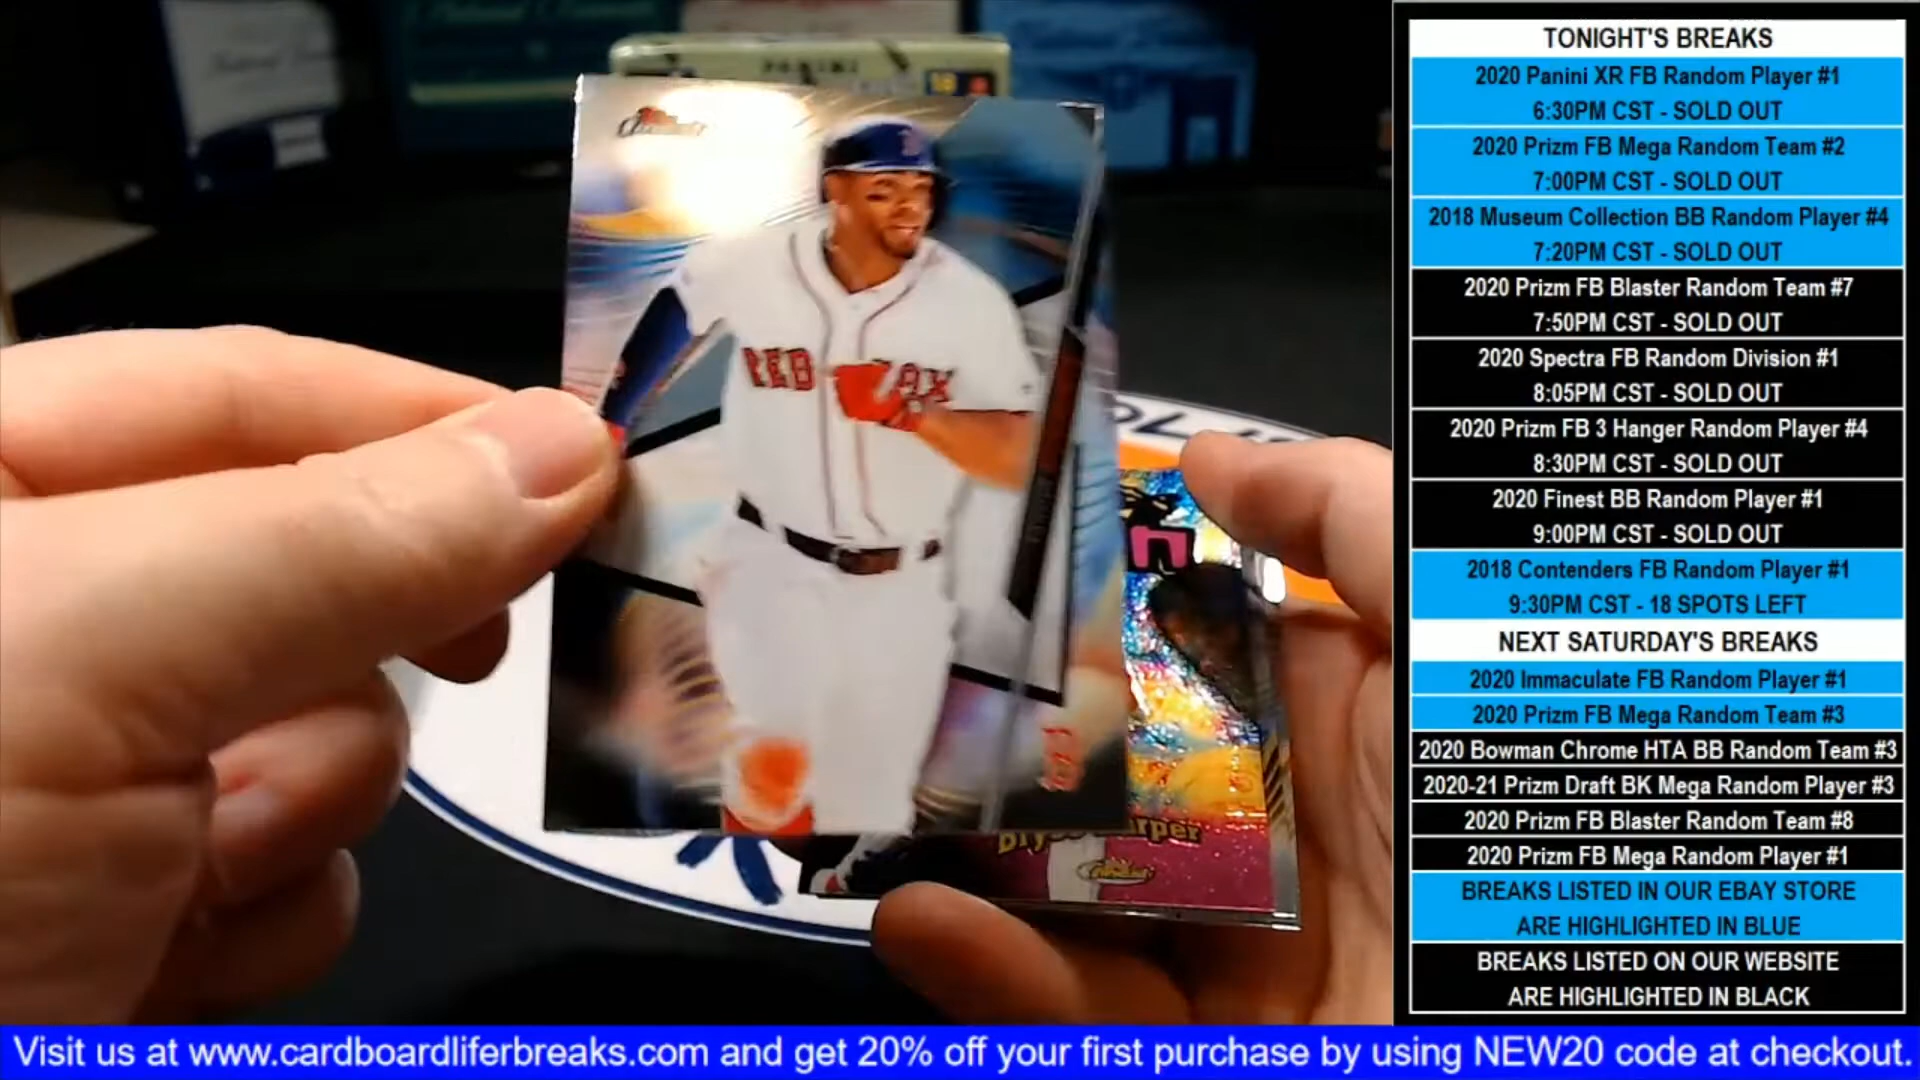 PANINI
Finest
RED SOX
B
n
Bryce Harper
Finest
TONIGHT'S BREAKS
2020 Panini XR FB Random Player #1
6:30PM CST - SOLD OUT
2020 Prizm FB Mega Random Team #2
7:00PM CST - SOLD OUT
2018 Museum Collection BB Random Player #4
7:20PM CST - SOLD OUT
2020 Prizm FB Blaster Random Team #7
7:50PM CST - SOLD OUT
2020 Spectra FB Random Division #1
8:05PM CST - SOLD OUT
2020 Prizm FB 3 Hanger Random Player #4
8:30PM CST - SOLD OUT
2020 Finest BB Random Player #1
9:00PM CST - SOLD OUT
2018 Contenders FB Random Player #1
9:30PM CST - 18 SPOTS LEFT
NEXT SATURDAY'S BREAKS
2020 Immaculate FB Random Player #1
2020 Prizm FB Mega Random Team #3
2020 Bowman Chrome HTA BB Random Team #3
2020-21 Prizm Draft BK Mega Random Player #3
2020 Prizm FB Blaster Random Team #8
2020 Prizm FB Mega Random Player #1
BREAKS LISTED IN OUR EBAY STORE
ARE HIGHLIGHTED IN BLUE
BREAKS LISTED ON OUR WEBSITE
ARE HIGHLIGHTED IN BLACK
Visit us at www.cardboardliferbreaks.com and get 20% off your first purchase by using NEW20 code at checkout.